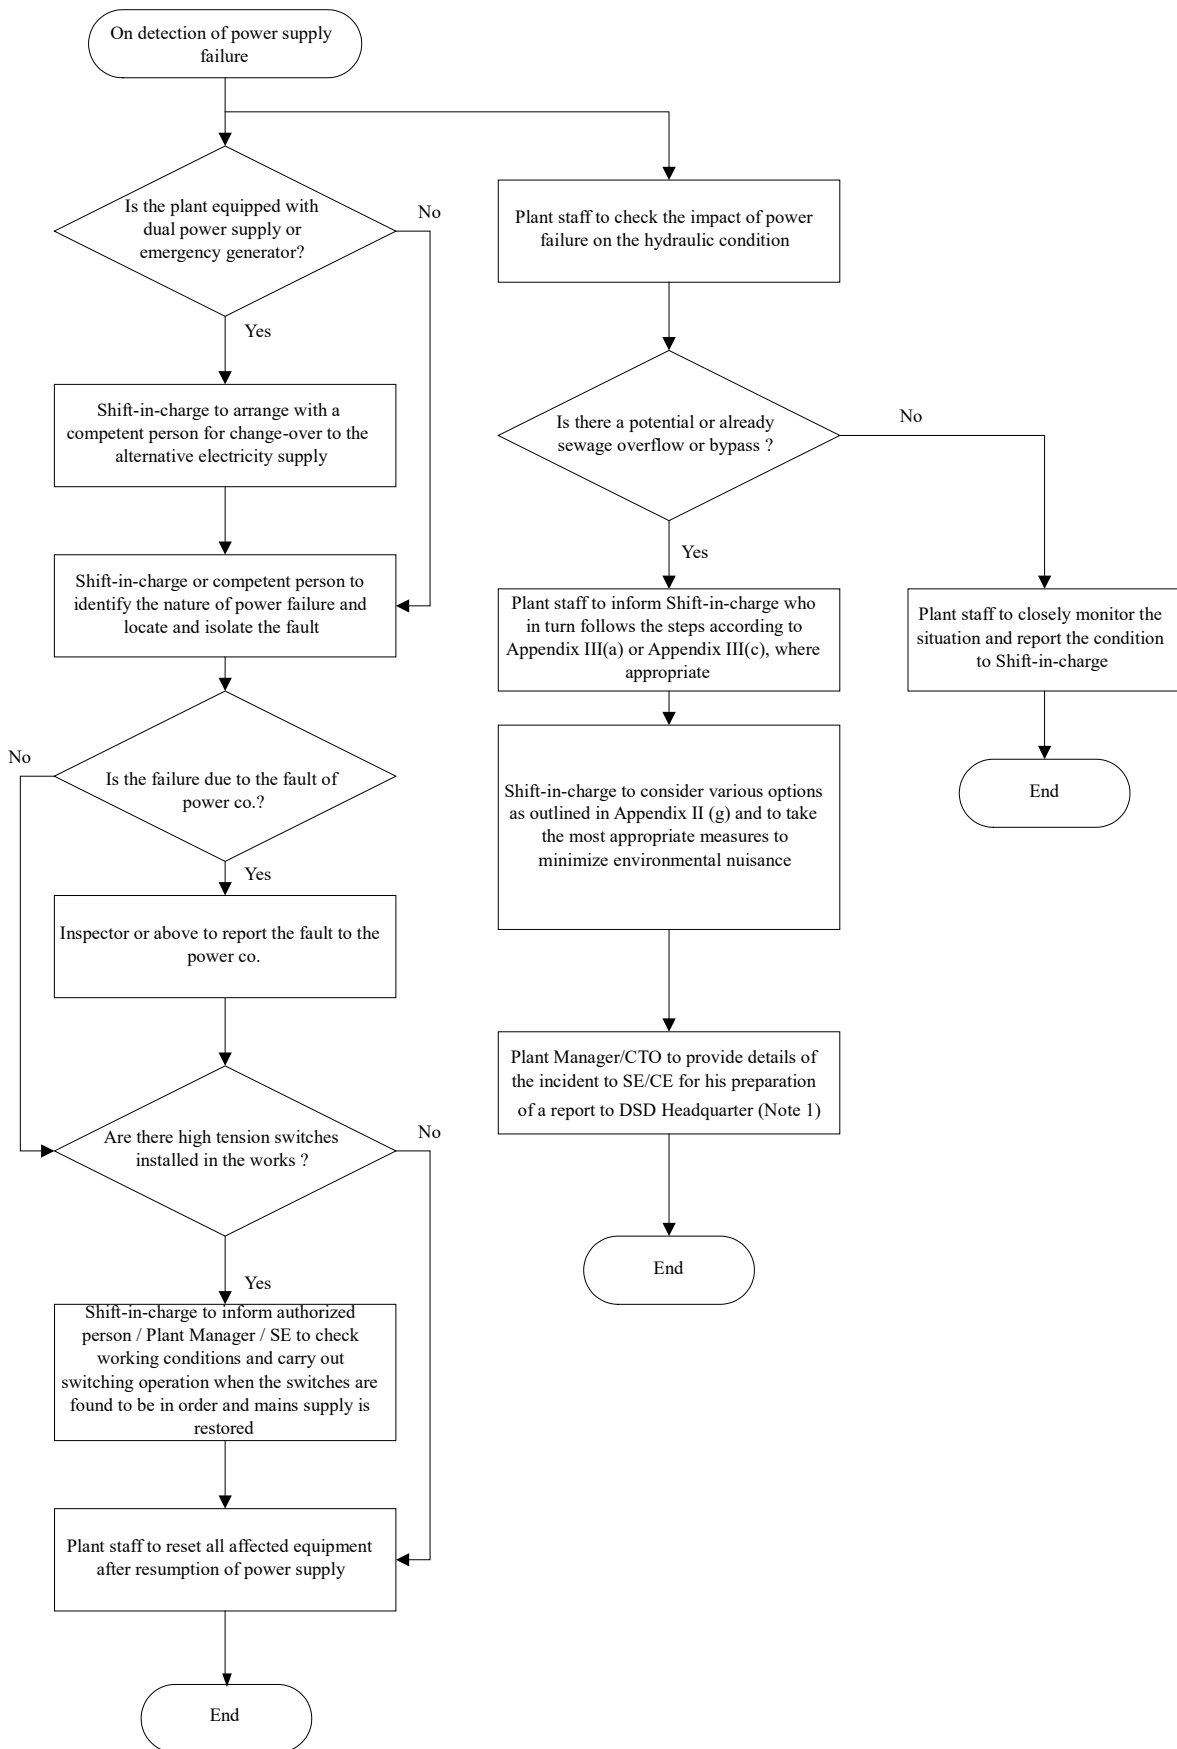 On detection of power supply
failure
Is the plant equipped with
dual power supply or
emergency generator?
No
Yes
Shift-in-charge to arrange with a
competent person for change-over to the
alternative electricity supply
Shift-in-charge or competent person to
identify the nature of power failure and
locate and isolate the fault
No
Is the failure due to the fault of
power co.?
Yes
Inspector or above to report the fault to the
power co.
Are there high tension switches
installed in the works ?
No
Yes
Shift-in-charge to inform authorized
person / Plant Manager / SE to check
working conditions and carry out
switching operation when the switches are
found to be in order and mains supply is
restored
Plant staff to reset all affected equipment
after resumption of power supply
End
Plant staff to check the impact of power
failure on the hydraulic condition
Is there a potential or already
sewage overflow or bypass ?
No
Yes
Plant staff to inform Shift-in-charge who
in turn follows the steps according to
Appendix III(a) or Appendix III(c), where
appropriate
Shift-in-charge to consider various options
as outlined in Appendix II (g) and to take
the most appropriate measures to
minimize environmental nuisance
Plant Manager/CTO to provide details of
the incident to SE/CE for his preparation
of a report to DSD Headquarter (Note 1)
End
Plant staff to closely monitor the
situation and report the condition
to Shift-in-charge
End